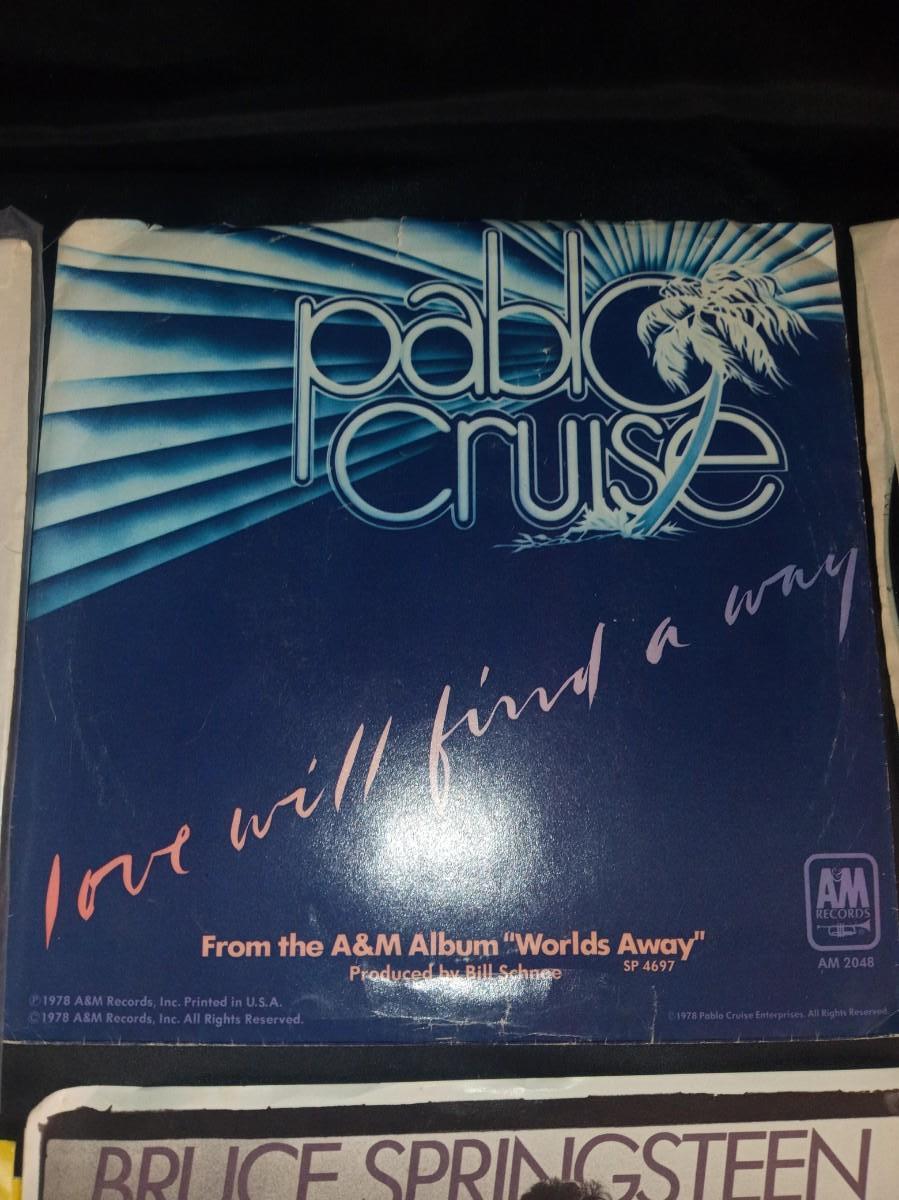 pablo
cruise
love will find a way
From the A&M Album "Worlds Away"
SP 4697
Produced by Bill Schnee
A&M
RECORDS
AM 2048
℗1978 A&M Records, Inc. Printed in U.S.A.
©1978 A&M Records, Inc. All Rights Reserved.
©1978 Pablo Cruise Enterprises. All Rights Reserved.
BRUCE SPRINGSTEEN